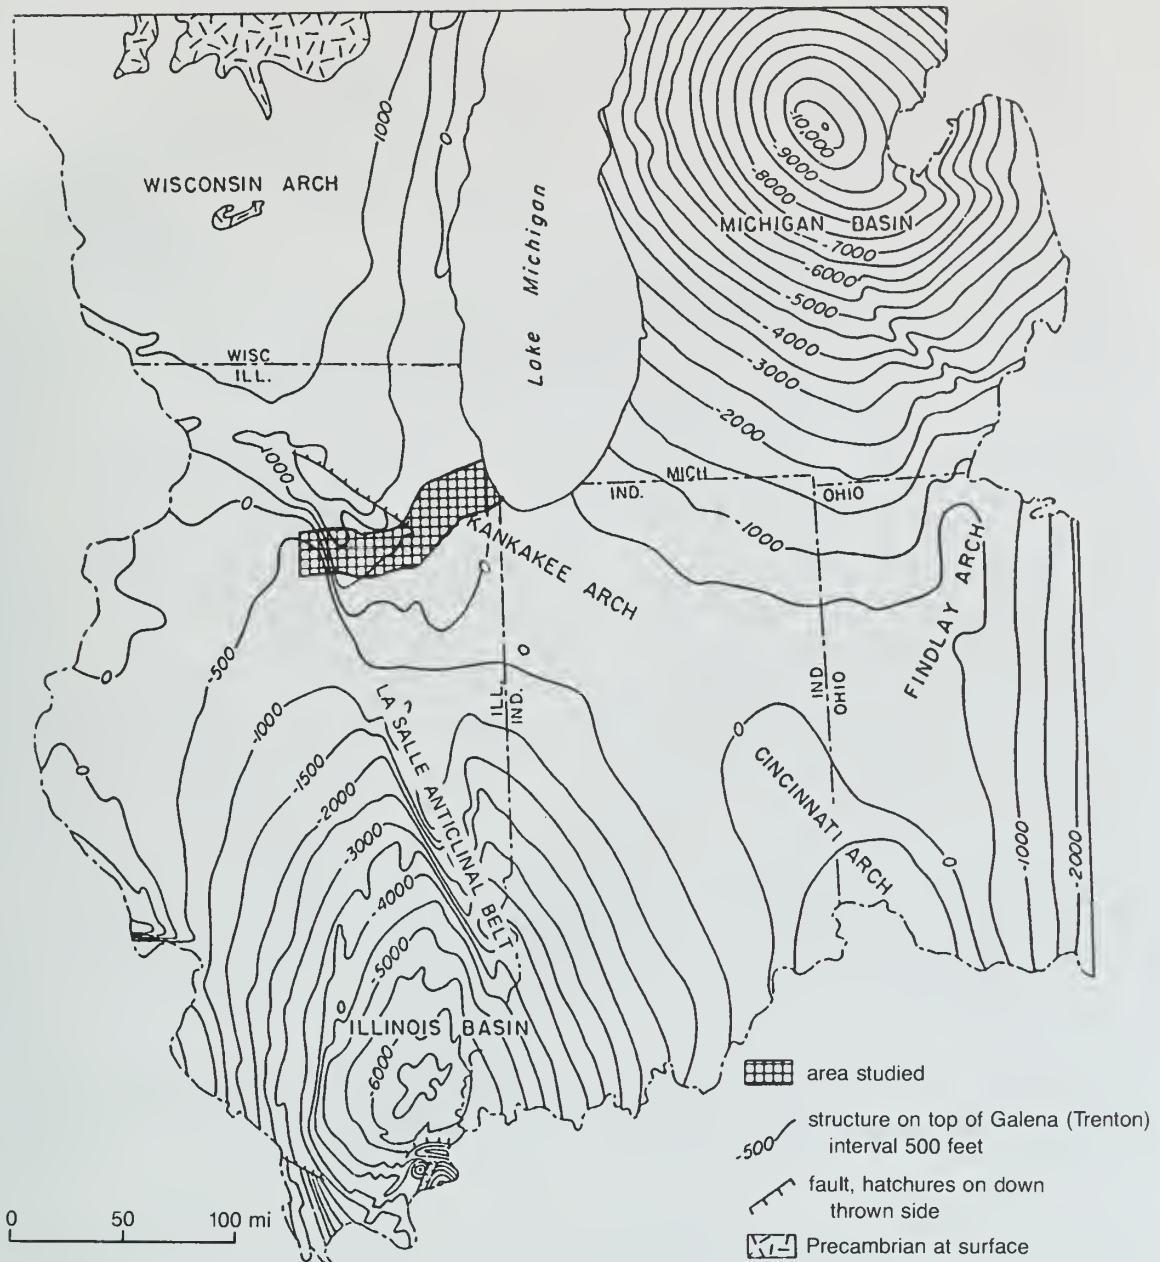 1000
0
-10,000
-9000
-8000
WISCONSIN ARCH
Lake Michigan
MICHIGAN BASIN
-7000
-6000
-5000
-4000
-3000
WISC
ILL.
-2000
1000
MICH
IND.
OHIO
0
-1000
KANKAKEE ARCH
0
FINDLAY ARCH
-500
0
0
ILL
IND.
IND
OHIO
LA SALLE ANTICLINAL BELT
-1000
0
0
-1500
CINCINNATI ARCH
-2000
-3000
0
-1000
-2000
-4000
-5000
0
ILLINOIS BASIN
-6000
area studied
-500
structure on top of Galena (Trenton)
interval 500 feet
fault, hatchures on down
thrown side
0 50 100 mi
Precambrian at surface